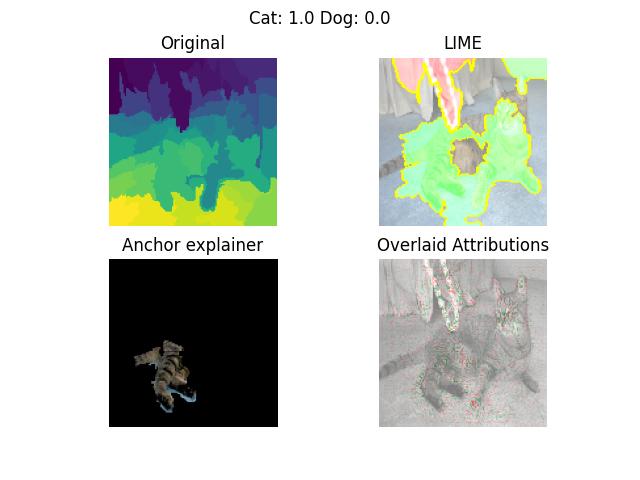 Cat: 1.0 Dog: 0.0
Original
LIME
Anchor explainer
Overlaid Attributions